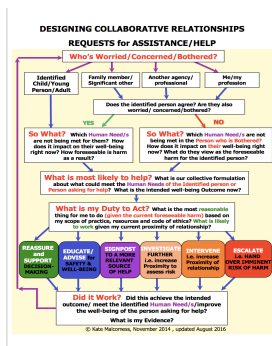 DESIGNING COLLABORATIVE RELATIONSHIPS
REQUESTS for ASSISTANCE/HELP
Who's Worried/Concerned/Bothered?
Identified
Child/Young
Person/Adult
Family member/
Significant other
Another agency/
professional
Me/my
profession
Does the identified person agree? Are they also
worried/ concerned/bothered?
YES
NO
So What? Which Human Need/s
are not being met for them? How
does it impact on their well-being
right now? How foreseeable is harm
as a result?
So What? Which Human Need/s are not
being met in the Person who is Bothered?
How does it impact on their well-being right
now? What do they view as the foreseeable harm
for the identified person?
What is most likely to help? What is our collective formulation
about what could meet the Human Needs of the Identified person or
Person asking for help? What is the intended well-being Outcome now?
What is my Duty to Act? What is the most reasonable
thing for me to do (given the current foreseeable harm) based on
my scope of practice, resources and code of ethics? What is likely
to work given my current proximity of relationship?
REASSURE
and
SUPPORT
DECISION-
MAKING
EDUCATE/
ADVISE for
SAFETY &
WELL-BEING
SIGNPOST
TO A MORE
RELEVANT
SOURCE
OF HELP
INVESTIGATE
FURTHER
i.e. increase
Proximity to
assess risk
INTERVENE
i.e. increase
Proximity of
relationship
ESCALATE
i.e. HAND
OVER IMMINENT
RISK OF HARM
Did it Work? Did this achieve the intended
outcome/ meet the identified Human Need/s/improve
the well-being of the person asking for help?
What is my Evidence?
© Kate Malcomess, November 2014 , updated August 2016